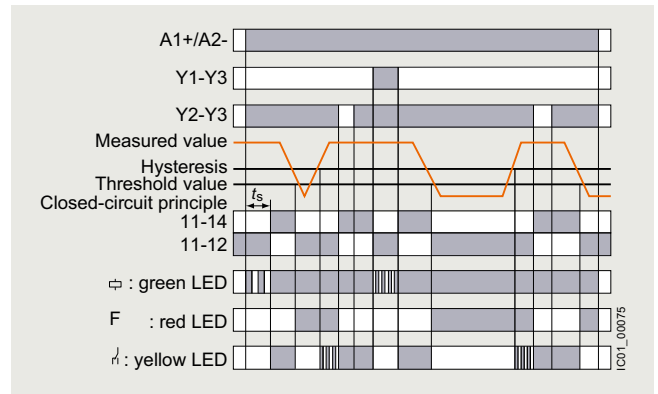 A1+/A2-
Y1-Y3
Y2-Y3
Measured value
Hysteresis
Threshold value
Closed-circuit principle
ts
11-14
11-12
: green LED
F : red LED
: yellow LED
IC01_00075